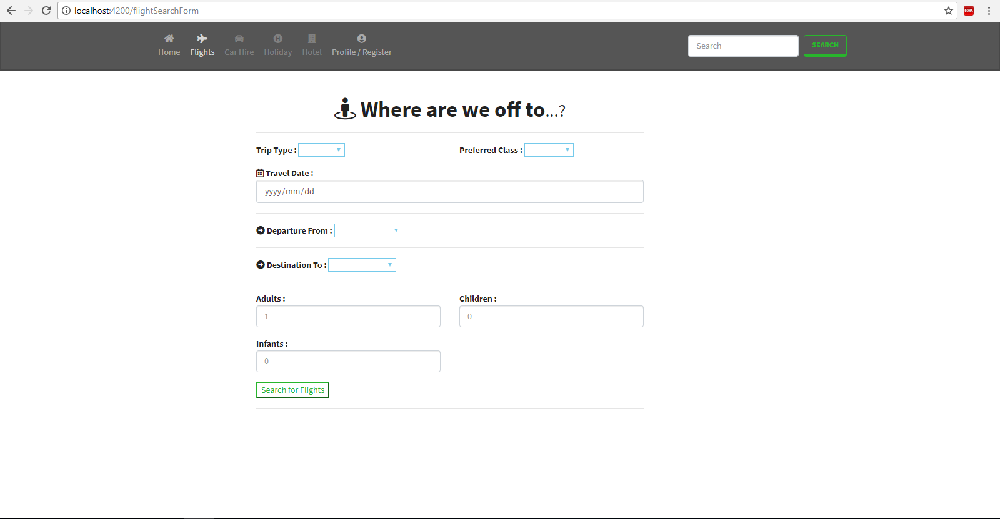 localhost:4200/flightSearchForm
CORS
Home Flights Car Hire Holiday Hotel Profile / Register
Search SEARCH
Where are we off to...?
Trip Type : Preferred Class :
Travel Date :
yyyy/mm/dd
Departure From :
Destination To :
Adults : Children :
1 0
Infants :
0
Search for Flights